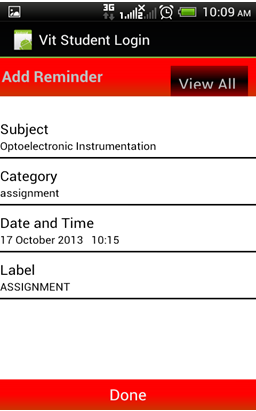 3G
10:09 AM
Vit Student Login
Add Reminder
View All
Subject
Optoelectronic Instrumentation
Category
assignment
Date and Time
17 October 2013 10:15
Label
ASSIGNMENT
Done